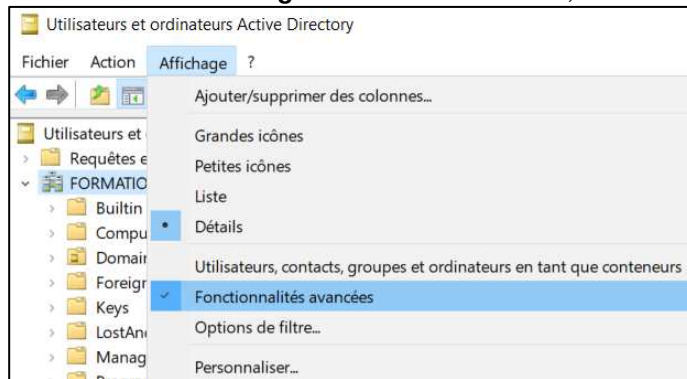 Utilisateurs et ordinateurs Active Directory
Fichier Action Affichage ?
Ajouter/supprimer des colonnes...
Utilisateurs et
Grandes icônes
Requêtes e
Petites icônes
FORMATIO
Liste
Builtin
Détails
Compu
Domair
Utilisateurs, contacts, groupes et ordinateurs en tant que conteneurs
Foreigr
Fonctionnalités avancées
Keys
Options de filtre...
LostAn
Manag
Personnaliser...